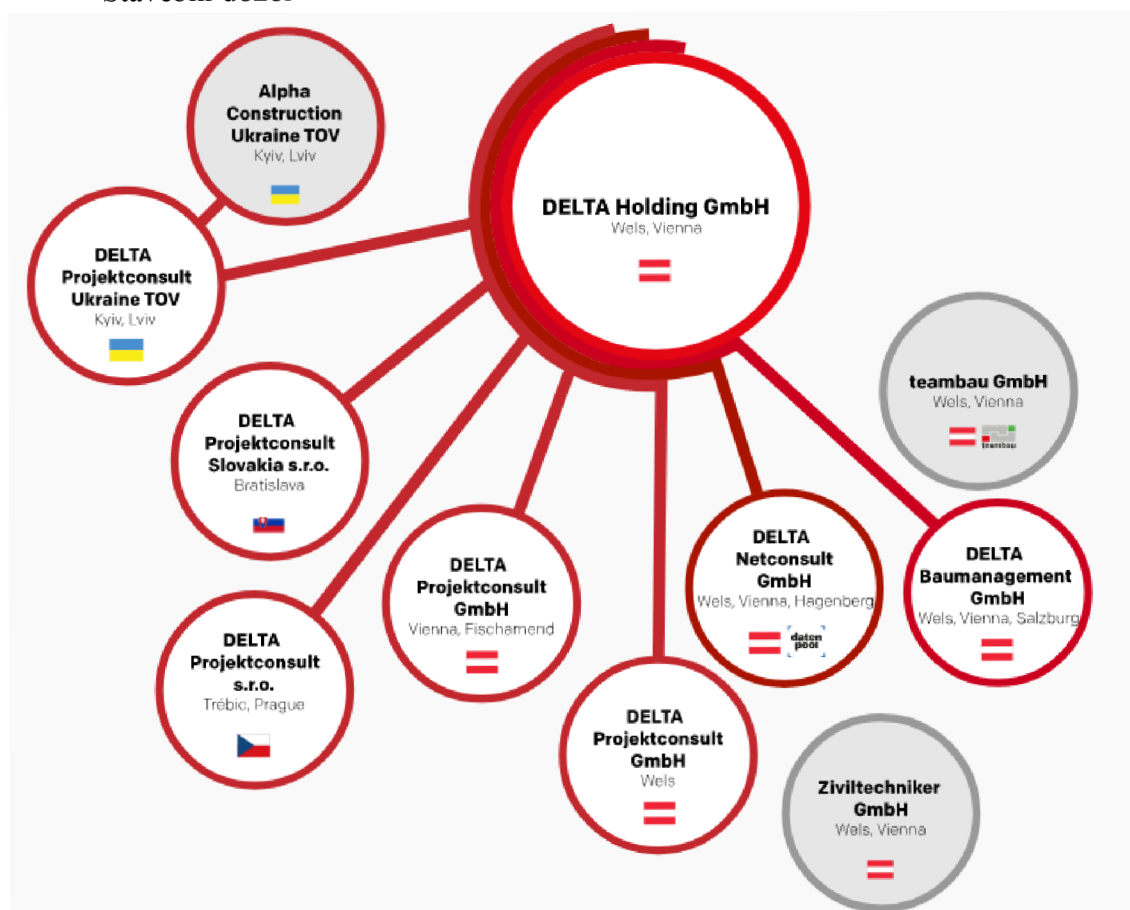 Alpha
Construction
Ukraine TOV
Kyiv, Lviv
DELTA Holding GmbH
Wels, Vienna
DELTA
Projektconsult
Ukraine TOV
Kyiv, Lviv
teambau GmbH
Wels, Vienna
teambau
DELTA
Projektconsult
Slovakia s.r.o.
Bratislava
DELTA
Projektconsult
GmbH
Vienna, Fischamend
DELTA
Netconsult
GmbH
Wels, Vienna, Hagenberg
daten
pool
DELTA
Baumanagement
GmbH
Wels, Vienna, Salzburg
DELTA
Projektconsult
s.r.o.
Trébic, Prague
DELTA
Projektconsult
GmbH
Wels
Ziviltechniker
GmbH
Wels, Vienna